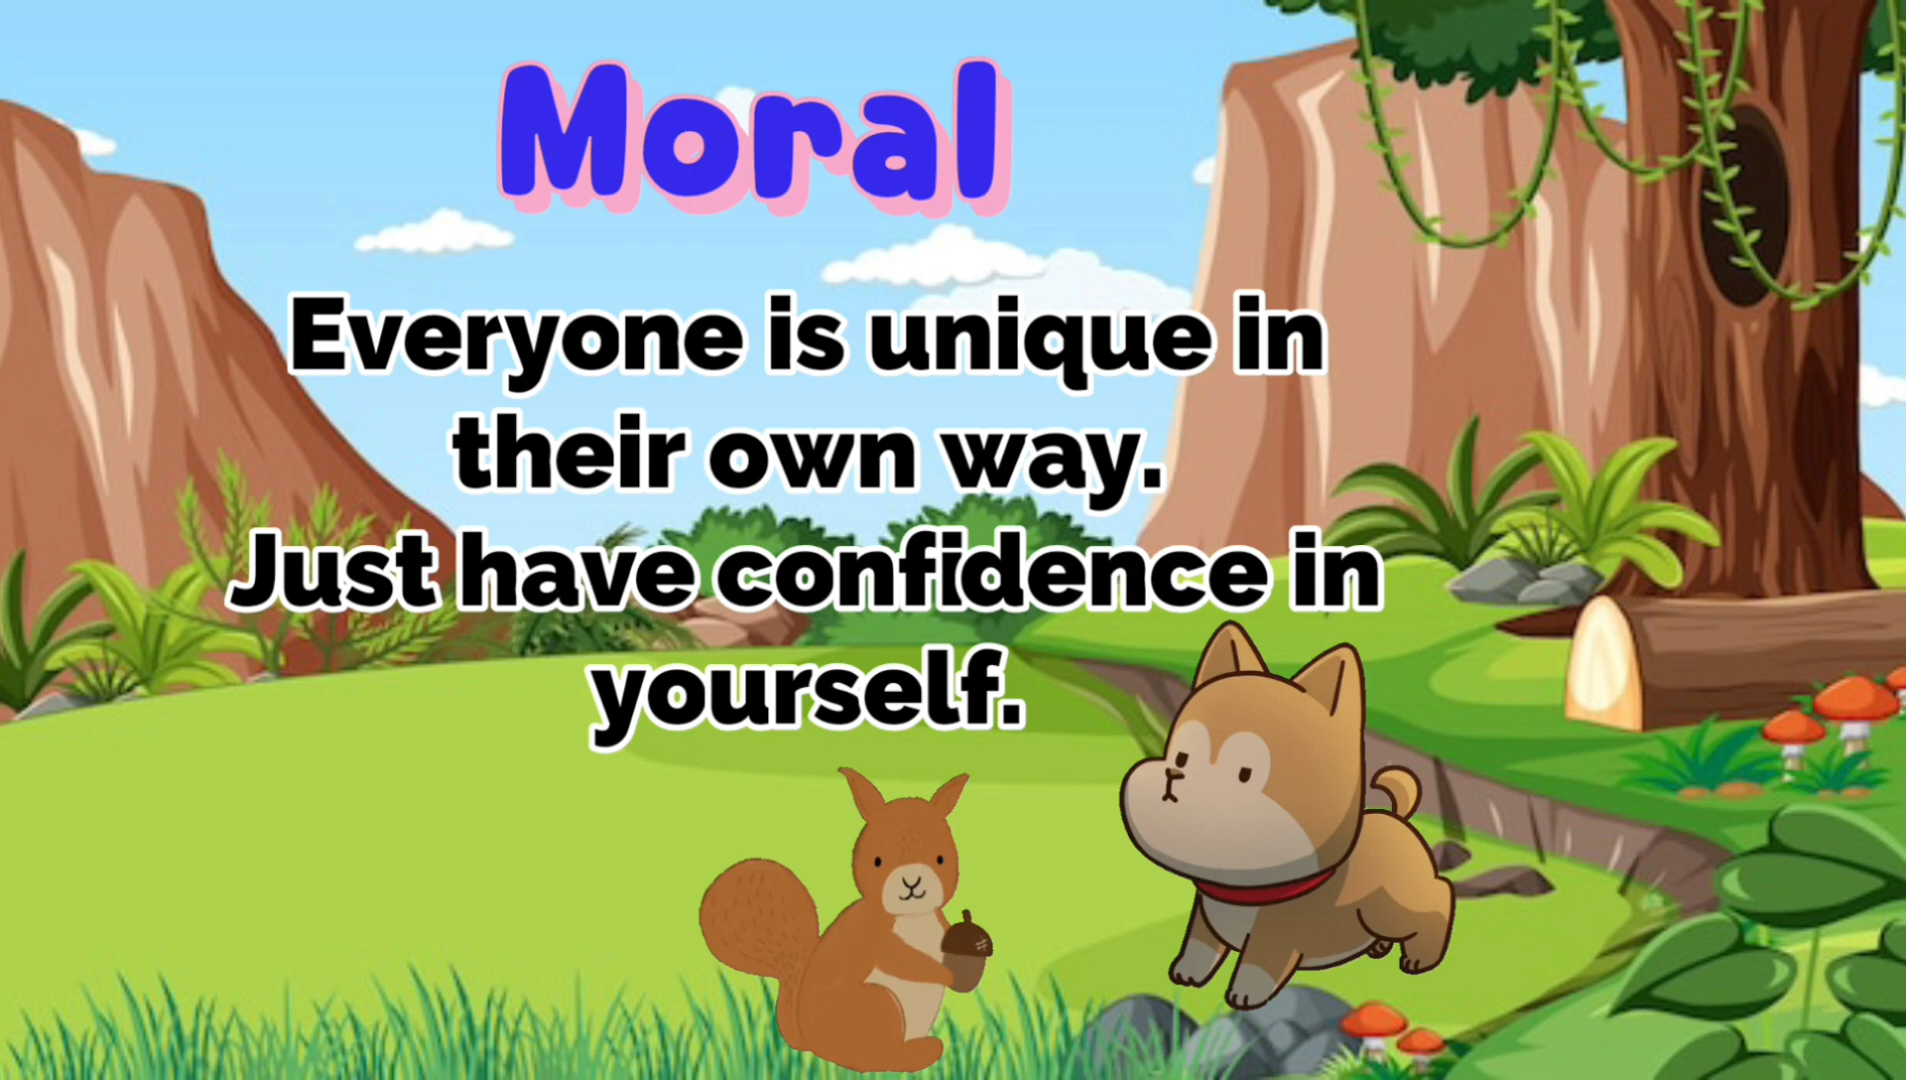 Moral
Everyone is unique in
their own way.
Just have confidence in
yourself.